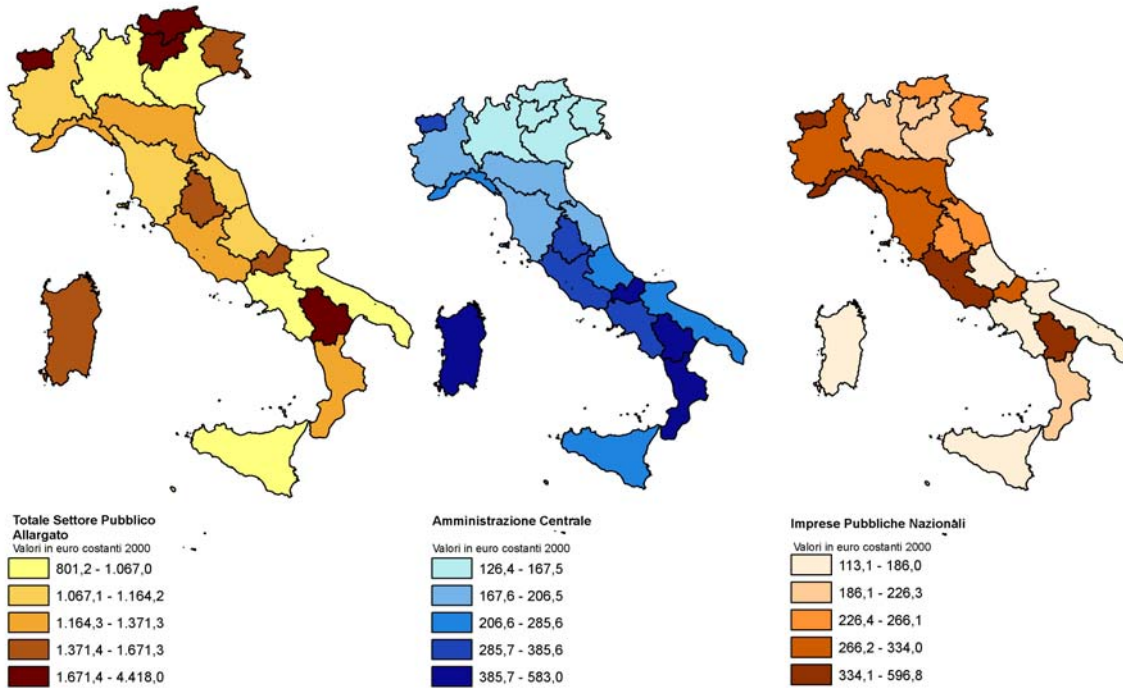 Totale Settore Pubblico
Allargato
Valori in euro costanti 2000
801,2 - 1.067,0
1.067,1 - 1.164,2
1.164,3 - 1.371,3
1.371,4 - 1.671,3
1.671,4 - 4.418,0
Amministrazione Centrale
Valori in euro costanti 2000
126,4 - 167,5
167,6 - 206,5
206,6 - 285,6
285,7 - 385,6
385,7 - 583,0
Imprese Pubbliche Nazionali
Valori in euro costanti 2000
113,1 - 186,0
186,1 - 226,3
226,4 - 266,1
266,2 - 334,0
334,1 - 596,8